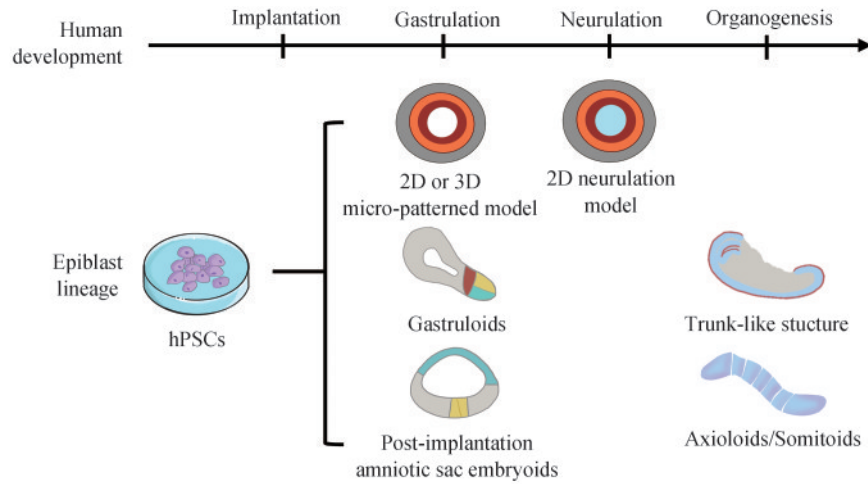 Human
development
Implantation
Gastrulation
Neurulation
Organogenesis
2D or 3D
micro-patterned model
2D neurulation
model
Epiblast
lineage
hPSCs
Gastruloids
Trunk-like stucture
Post-implantation
amniotic sac embryoids
Axioloids/Somitoids